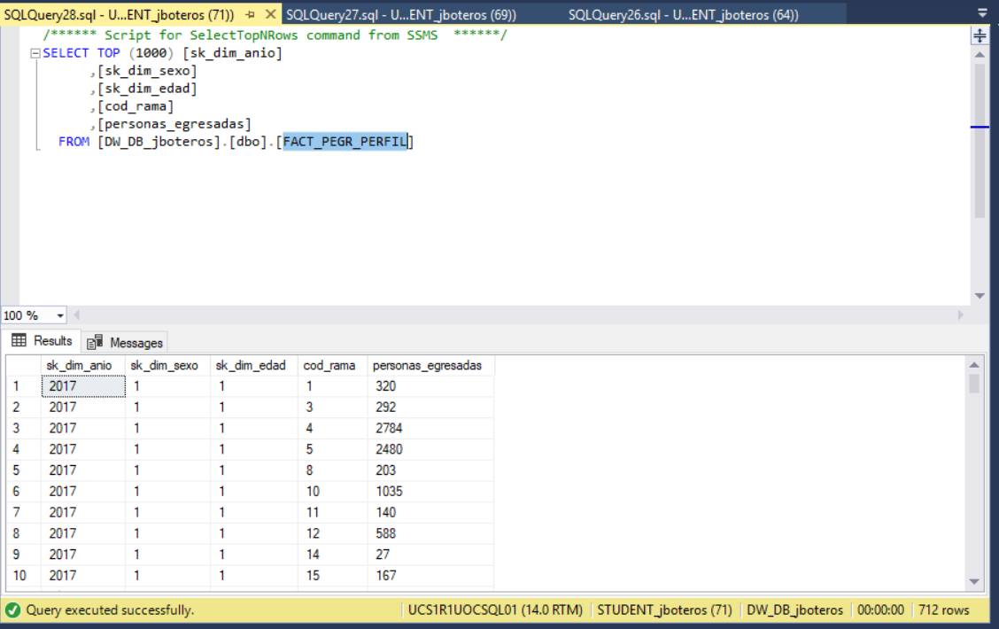 SQLQuery28.sql - U...ENT_jboteros (71)) SQLQuery27.sql - U...ENT_jboteros (69)) SQLQuery26.sql - U...ENT_jboteros (64))
/****** Script for SelectTopNRows command from SSMS ******/
SELECT TOP (1000) [sk_dim_anio]
,[sk_dim_sexo]
,[sk_dim_edad]
,[cod_rama]
,[personas_egresadas]
FROM [DW_DB_jboteros].[dbo].[FACT_PEGR_PERFIL]
100 %
Results Messages
sk_dim_anio sk_dim_sexo sk_dim_edad cod_rama personas_egresadas
1 2017 1 1 1 320
2 2017 1 1 3 292
3 2017 1 1 4 2784
4 2017 1 1 5 2480
5 2017 1 1 8 203
6 2017 1 1 10 1035
7 2017 1 1 11 140
8 2017 1 1 12 588
9 2017 1 1 14 27
10 2017 1 1 15 167
Query executed successfully. UCS1R1UOCSQL01 (14.0 RTM) STUDENT_jboteros (71) DW_DB_jboteros 00:00:00 712 rows